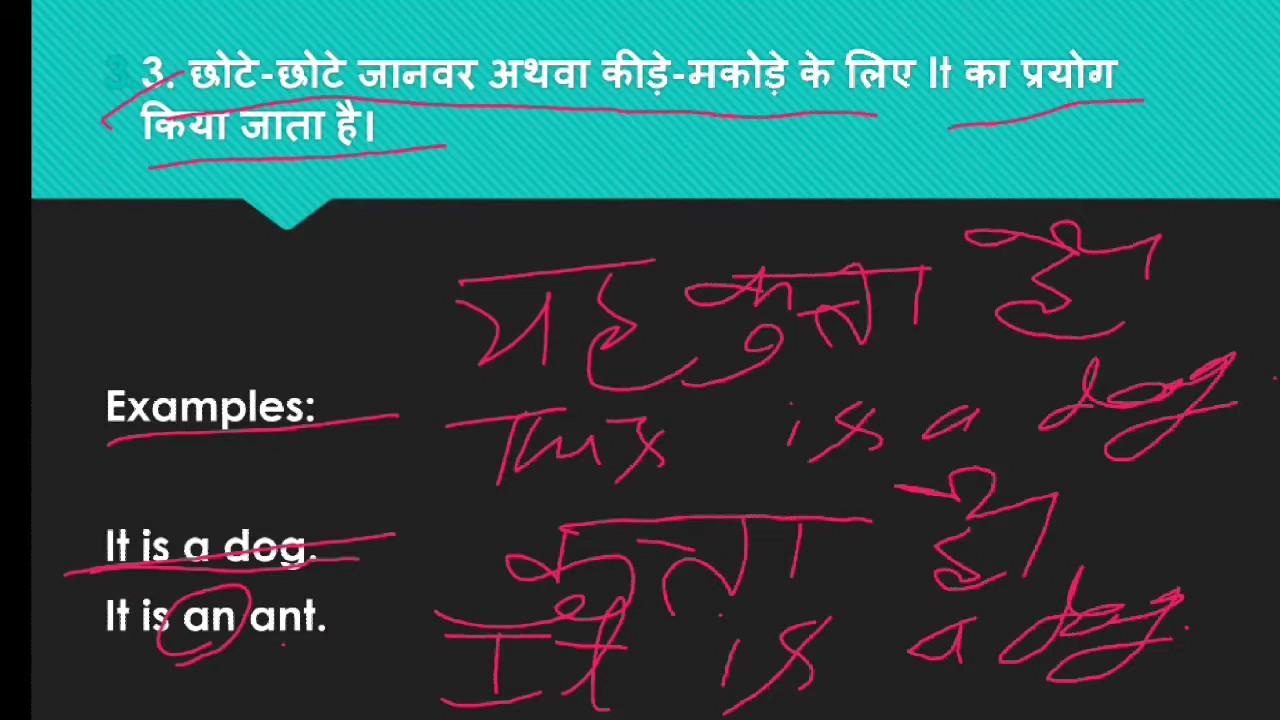 3. छोटे-छोटे जानवर अथवा कीड़े-मकोड़े के लिए It का प्रयोग
किया जाता है।
यह कुत्ता है
Examples:
This is a dog
It is a dog.
कुत्ता है
It is an ant.
It is a dog